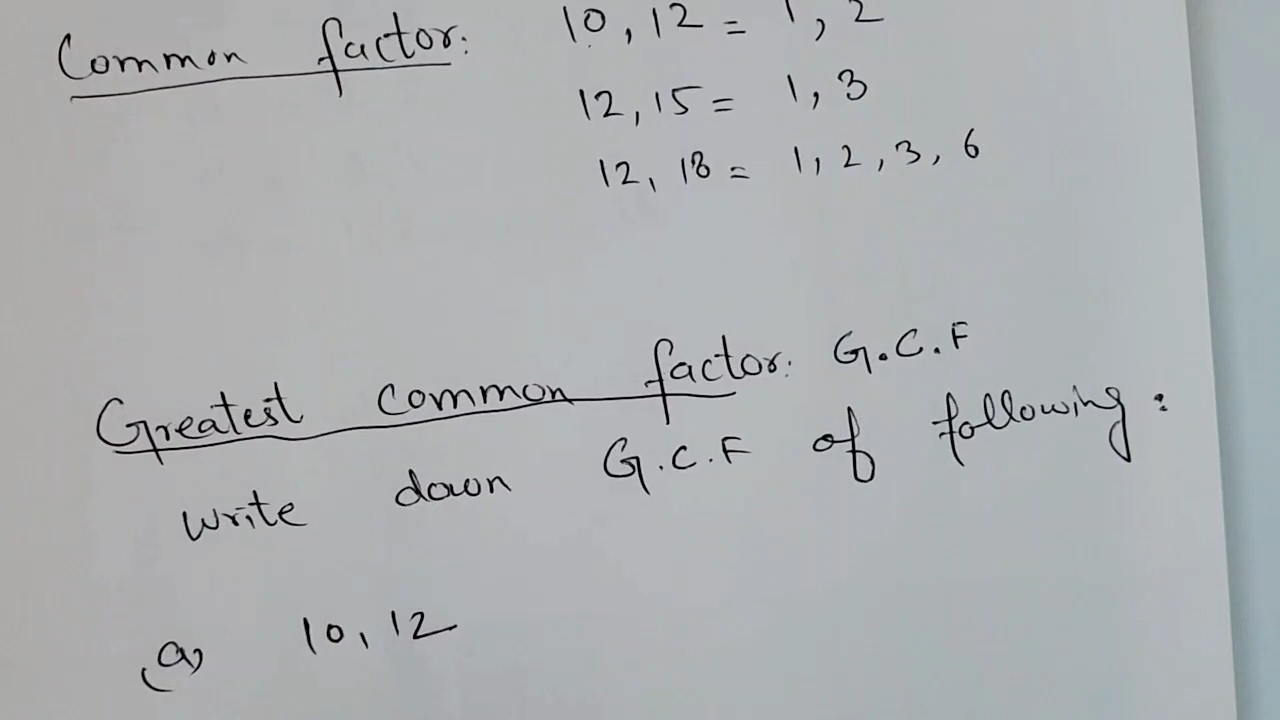 Common factor: 10, 12 = 1, 2
12, 15 = 1, 3
12, 18 = 1, 2, 3, 6
Greatest common factor: G.C.F
write down G.C.F of following:
(a) 10, 12